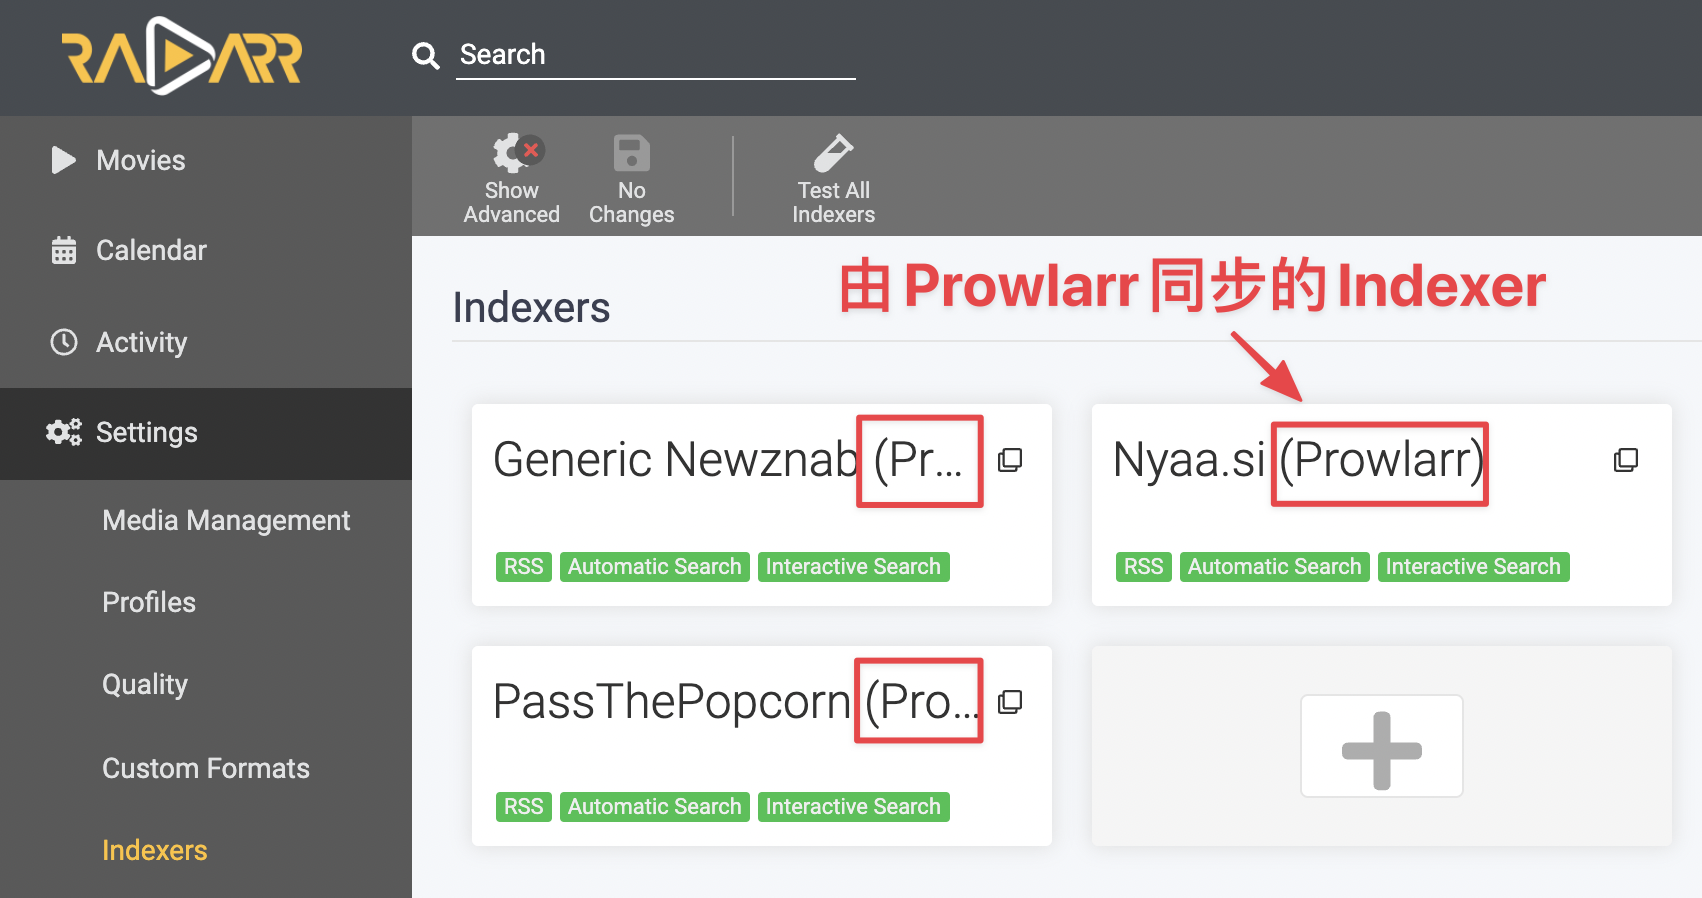 RADARR
Search
Movies
Calendar
Activity
Settings
Media Management
Profiles
Quality
Custom Formats
Indexers
Show
Advanced
No
Changes
Test All
Indexers
由 Prowlarr 同步的 Indexer
Indexers
Generic Newznab (Pr...
RSS Automatic Search Interactive Search
Nyaa.si (Prowlarr)
RSS Automatic Search Interactive Search
PassThePopcorn (Pro...
RSS Automatic Search Interactive Search